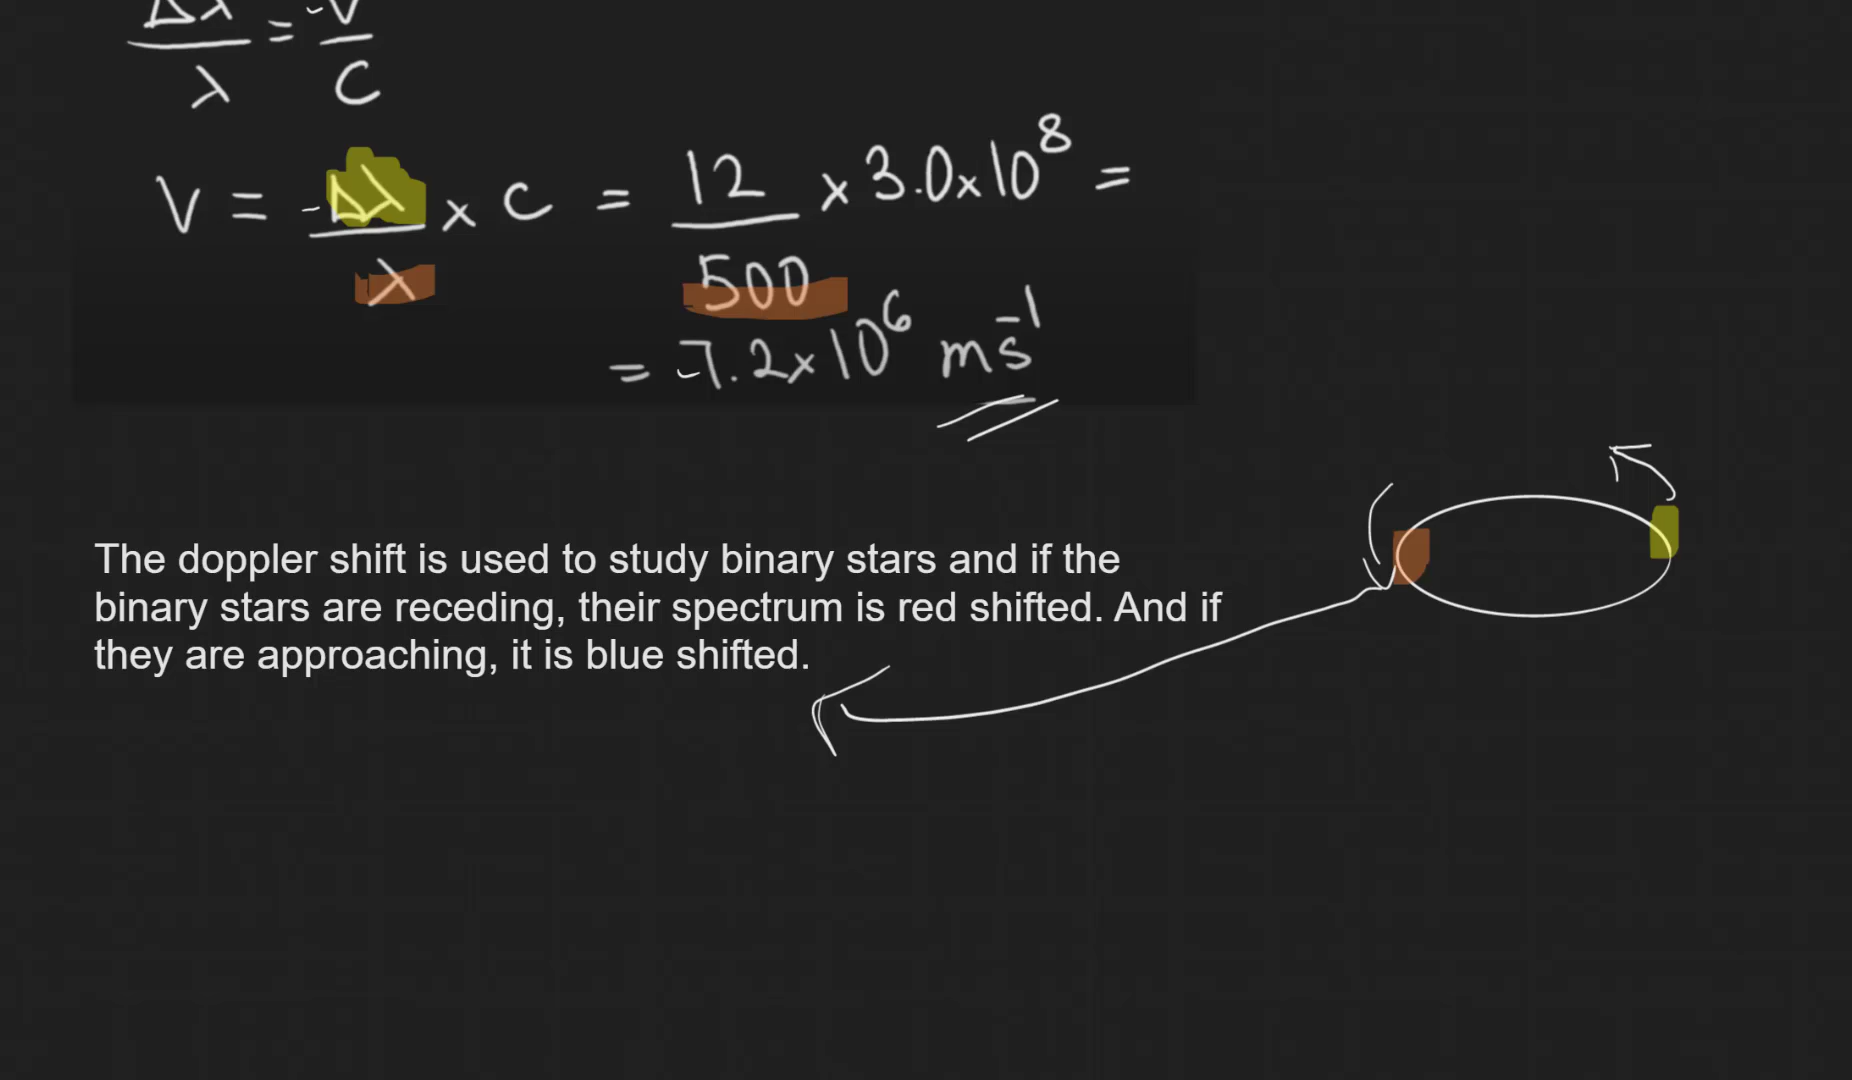 Δλ/λ = -v/c
V = -Δλ/λ × c = 12/500 × 3.0×10⁸ =
= -7.2×10⁶ ms⁻¹
The doppler shift is used to study binary stars and if the
binary stars are receding, their spectrum is red shifted. And if
they are approaching, it is blue shifted.